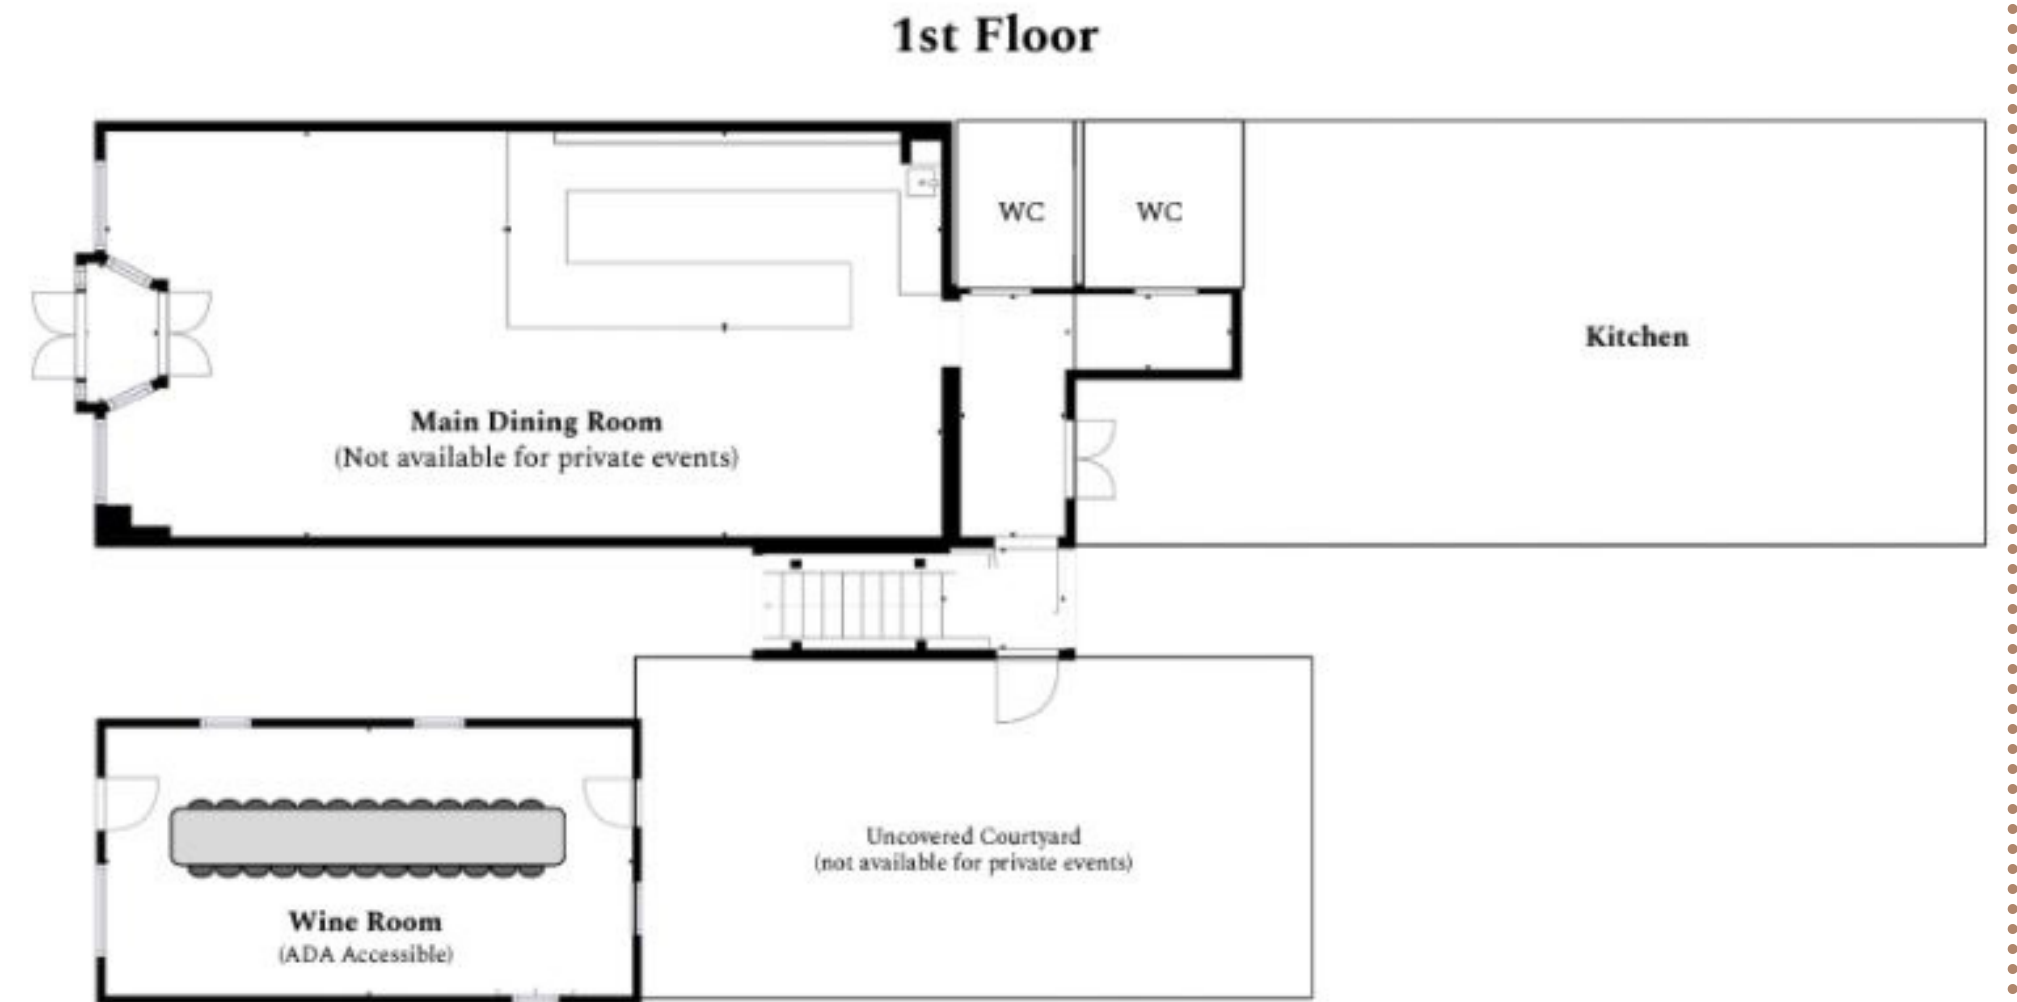 1st Floor
WC
WC
Kitchen
Main Dining Room
(Not available for private events)
Uncovered Courtyard
(not available for private events)
Wine Room
(ADA Accessible)